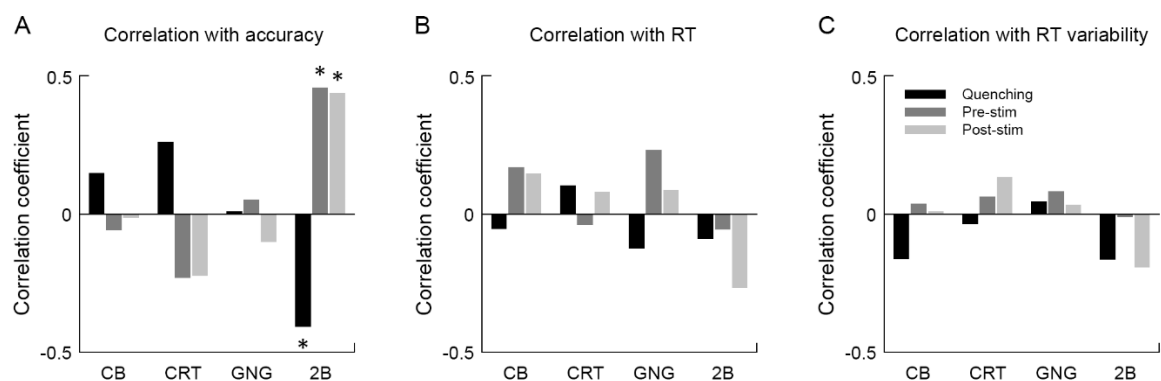 A
Correlation with accuracy
Correlation coefficient
0.5
0
-0.5
* *
*
CB CRT GNG 2B
B
Correlation with RT
Correlation coefficient
0.5
0
-0.5
CB CRT GNG 2B
C
Correlation with RT variability
Correlation coefficient
0.5
0
-0.5
Quenching
Pre-stim
Post-stim
CB CRT GNG 2B